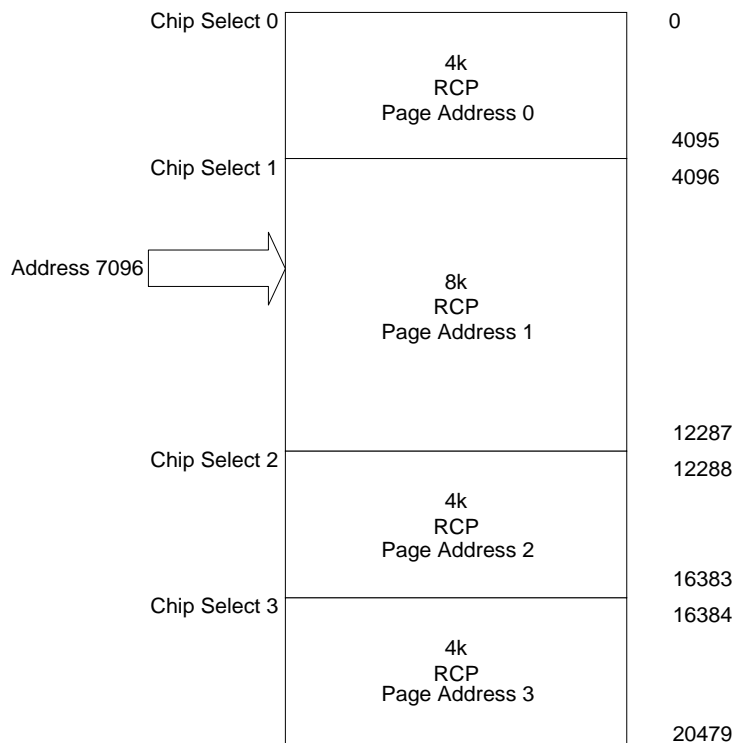 Chip Select 0
0
4k
RCP
Page Address 0
4095
Chip Select 1
4096
Address 7096
8k
RCP
Page Address 1
12287
Chip Select 2
12288
4k
RCP
Page Address 2
16383
Chip Select 3
16384
4k
RCP
Page Address 3
20479